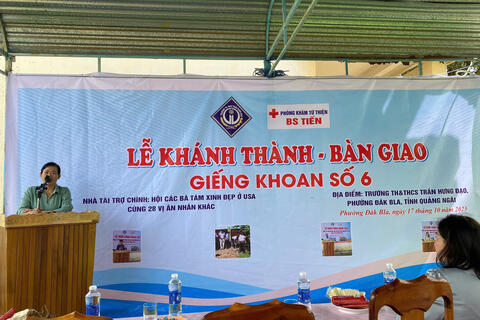 PHÒNG KHÁM TỪ THIỆN
BS TIẾN
LỄ KHÁNH THÀNH - BÀN GIAO
GIẾNG KHOAN SỐ 6
NHÀ TÀI TRỢ CHÍNH: HỘI CÁC BÀ TÁM XINH ĐẸP Ở USA
CÙNG 28 VỊ ÂN NHÂN KHÁC
ĐỊA ĐIỂM: TRƯỜNG TH&THCS TRẦN HƯNG ĐẠO,
PHƯỜNG ĐĂK BLA, TỈNH QUẢNG NGÃI
Phường Đăk Bla, ngày 17 tháng 10 năm 2025